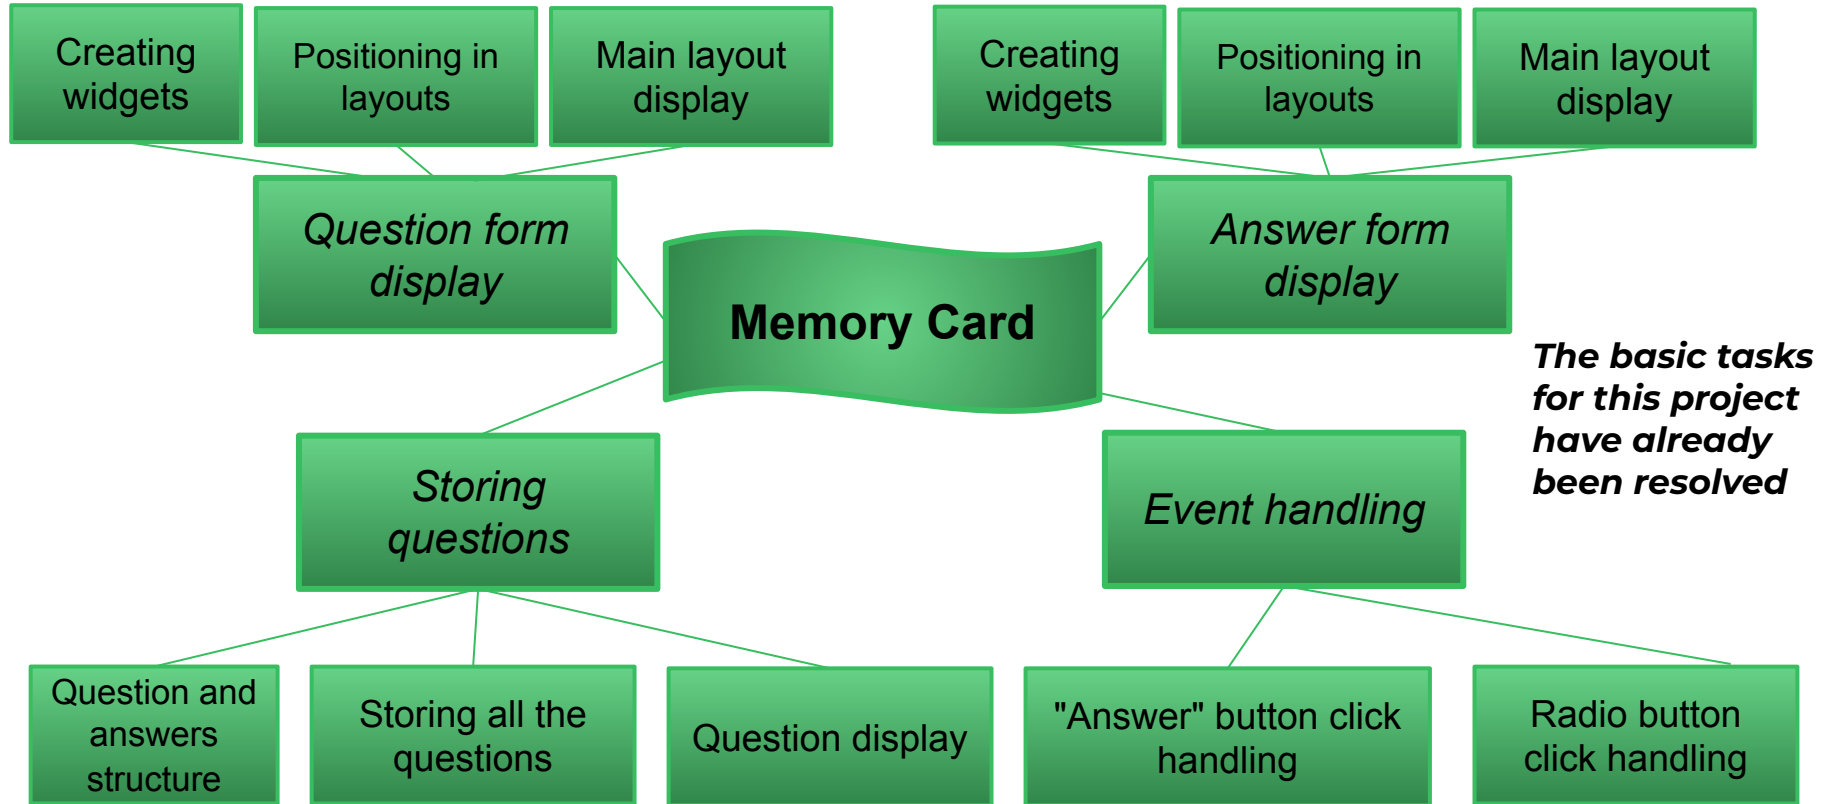 Creating
widgets
Positioning in
layouts
Main layout
display
Creating
widgets
Positioning in
layouts
Main layout
display
Question form
display
Answer form
display
Memory Card
The basic tasks
for this project
have already
been resolved
Storing
questions
Event handling
Question and
answers
structure
Storing all the
questions
Question display
"Answer" button click
handling
Radio button
click handling